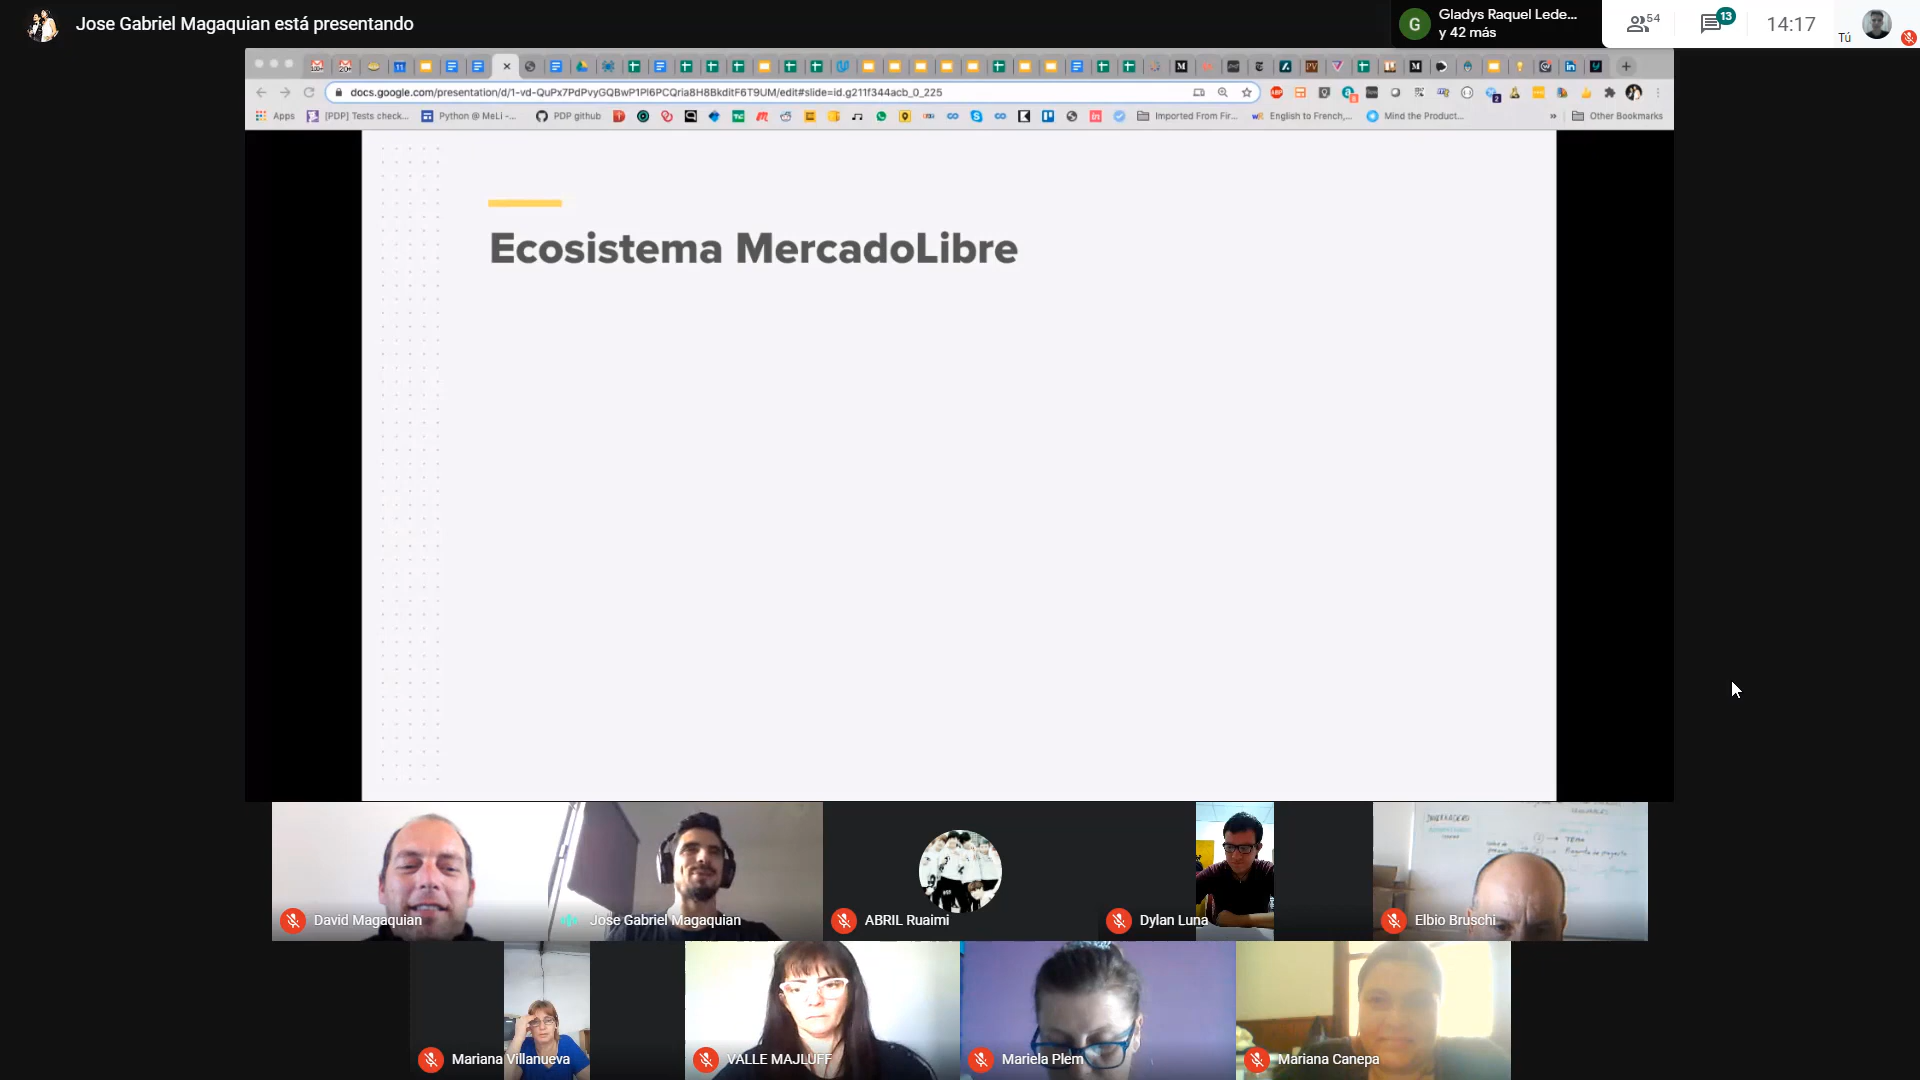 Jose Gabriel Magaquian está presentando
G
Gladys Raquel Lede...
y 42 más
54
13
14:17
Tú
docs.google.com/presentation/d/1-vd-QuPx7PdPvyGQBwP1Pl6PCQria8H8BkditF6T9UM/edit#slide=id.g211f344acb_0_225
Apps
[PDP] Tests check...
Python @ MeLi -...
PDP github
Imported From Fir...
English to French,...
Mind the Product...
»
Other Bookmarks
Ecosistema MercadoLibre
David Magaquian
Jose Gabriel Magaquian
ABRIL Ruaimi
Dylan Luna
Elbio Bruschi
Mariana Villanueva
VALLE MAJLUFF
Mariela Plem
Mariana Canepa